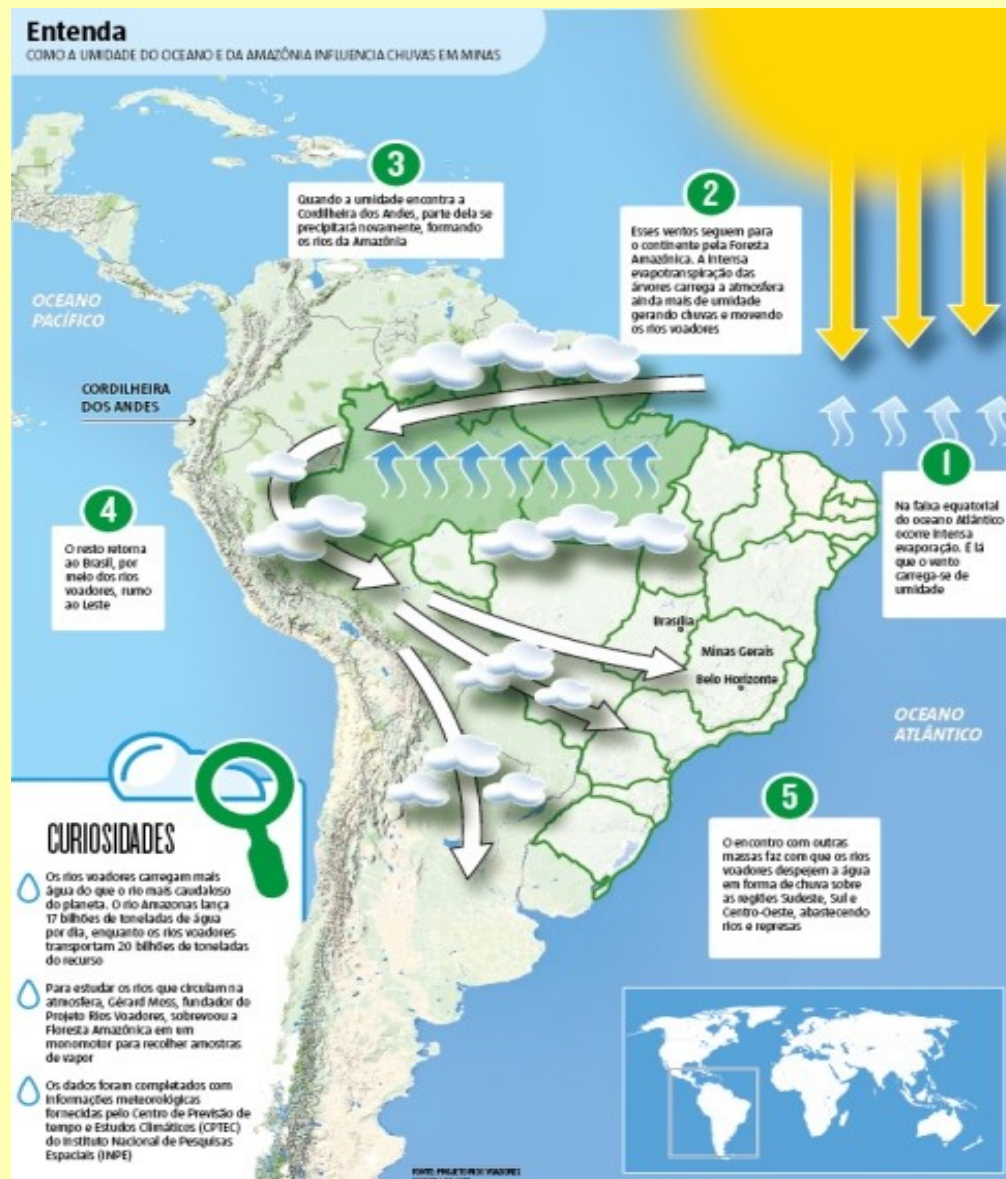 Entenda
COMO A UMIDADE DO OCEANO E DA AMAZÔNIA INFLUENCIA CHUVAS EM MINAS
3
Quando a umidade encontra a
Cordilheira dos Andes, parte dela se
precipitará novamente, formando
os rios da Amazônia
2
Esses ventos seguem para
o continente pela Foresta
Amazônica. A intensa
evapotranspiração das
árvores carrega a atmosfera
ainda mais de umidade
gerando chuvas e movendo
os rios voadores
OCEANO
PACÍFICO
CORDILHEIRA
DOS ANDES
1
Na faixa equatorial
do oceano Atlântico
ocorre intensa
evaporação. É lá
que o vento
carrega-se de
umidade
4
O resto retorna
ao Brasil, por
meio dos rios
voadores, rumo
ao Leste
Brasília
Minas Gerais
Belo Horizonte
OCEANO
ATLÂNTICO
5
O encontro com outras
massas faz com que os rios
voadores despejem a água
em forma de chuva sobre
as regiões Sudeste, Sul e
Centro-Oeste, abastecendo
rios e represas
CURIOSIDADES
Os rios voadores carregam mais
água do que o rio mais caudaloso
do planeta. O rio Amazonas lança
17 bilhões de toneladas de água
por dia, enquanto os rios voadores
transportam 20 bilhões de toneladas
do recurso
Para estudar os rios que circulam na
atmosfera, Gérard Moss, fundador do
Projeto Rios Voadores, sobrevoou a
Floresta Amazônica em um
monomotor para recolher amostras
de vapor
Os dados foram completados com
informações meteorológicas
fornecidas pelo Centro de Previsão de
tempo e Estudos Climáticos (CPTEC)
do Instituto Nacional de Pesquisas
Espaciais (INPE)
FONTE: PROJETO RIOS VOADORES